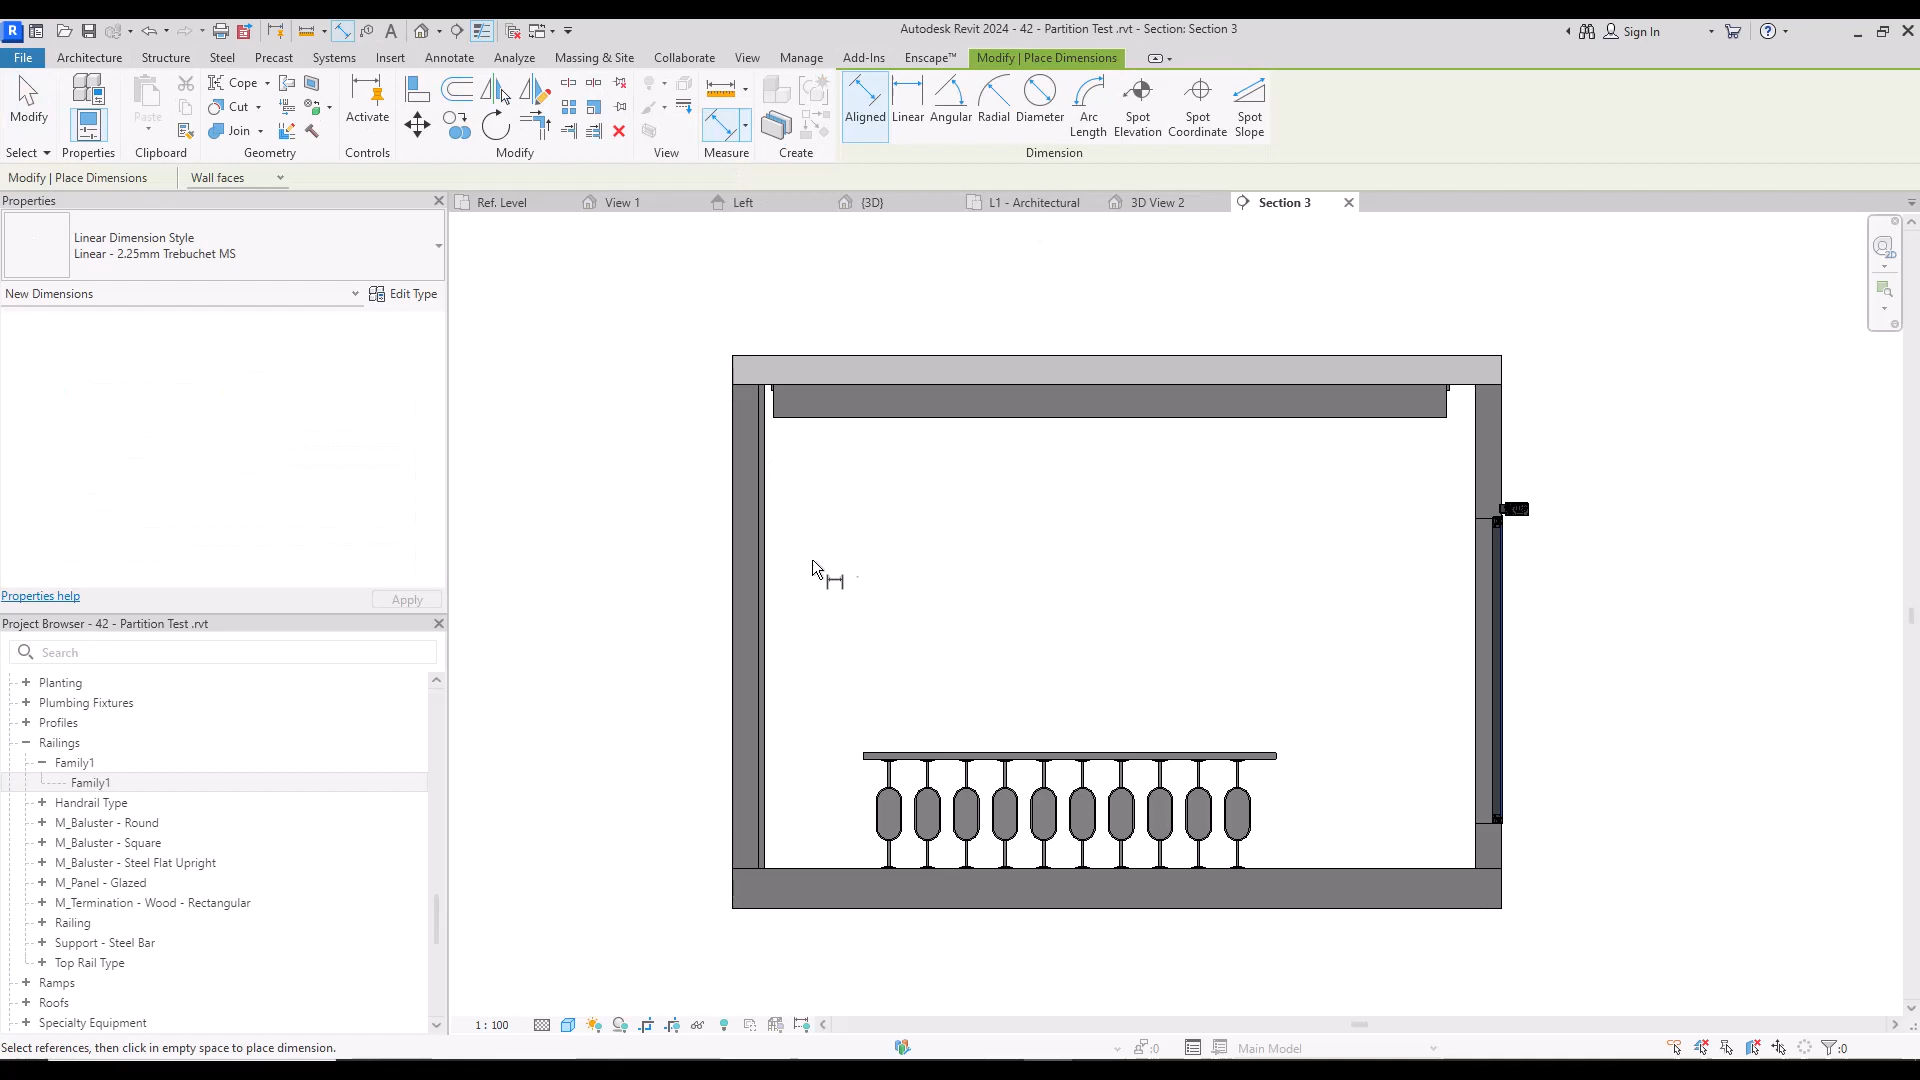 Autodesk Revit 2024 - 42 - Partition Test .rvt - Section: Section 3
Sign In
File Architecture Structure Steel Precast Systems Insert Annotate Analyze Massing & Site Collaborate View Manage Add-Ins Enscape™ Modify | Place Dimensions
Modify
Paste
Cope
Cut
Join
Activate
Aligned Linear Angular Radial Diameter Arc Length Spot Elevation Spot Coordinate Spot Slope
Select Properties Clipboard Geometry Controls Modify View Measure Create Dimension
Modify | Place Dimensions Wall faces
Properties
Ref. Level View 1 Left {3D} L1 - Architectural 3D View 2 Section 3
Linear Dimension Style
Linear - 2.25mm Trebuchet MS
New Dimensions Edit Type
2D
Properties help Apply
Project Browser - 42 - Partition Test .rvt
Search
Planting
Plumbing Fixtures
Profiles
Railings
Family1
Family1
Handrail Type
M_Baluster - Round
M_Baluster - Square
M_Baluster - Steel Flat Upright
M_Panel - Glazed
M_Termination - Wood - Rectangular
Railing
Support - Steel Bar
Top Rail Type
Ramps
Roofs
Specialty Equipment
1 : 100
Select references, then click in empty space to place dimension.
:0
Main Model
:0